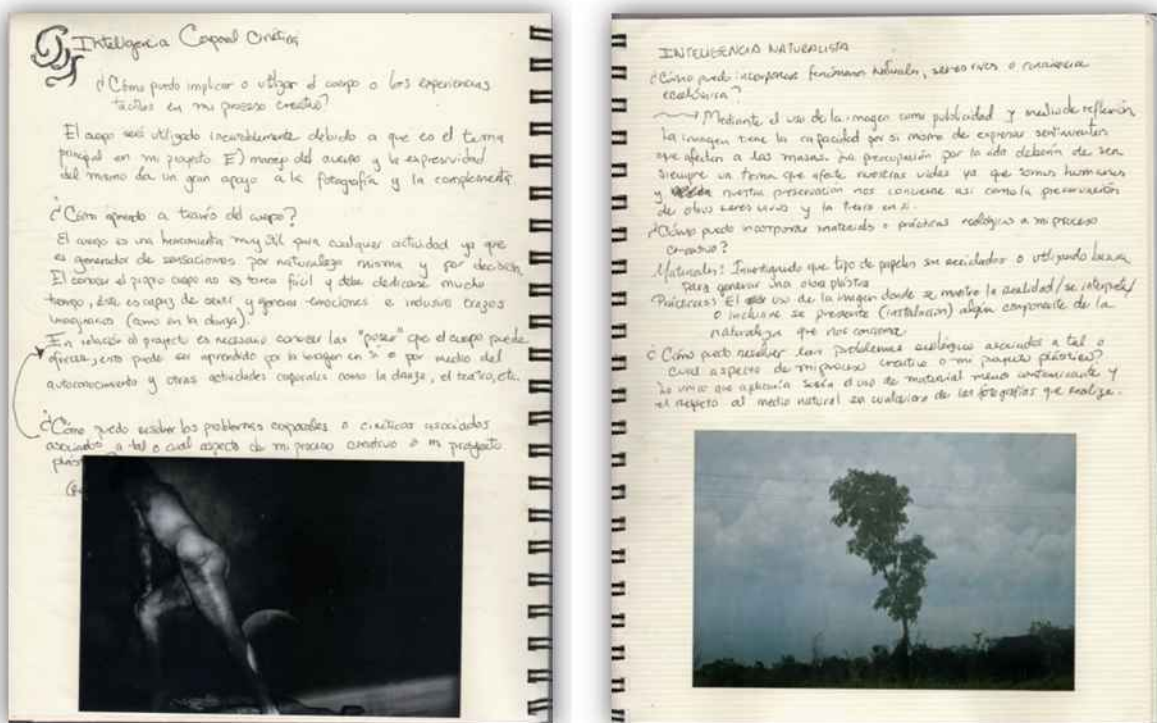 Inteligencia Corporal Cinética
¿Cómo puedo implicar o utilizar el cuerpo o las experiencias
táctiles en mi proceso creativo?
El cuerpo será utilizado debido a que es el tema
principal en mi proyecto. El manejo del cuerpo y la expresividad
del mismo da un gran apoyo a la fotografía y la complementa.
¿Cómo aprendo a través del cuerpo?
El cuerpo es una herramienta muy útil para cualquier actividad ya que
es generador de sensaciones por naturaleza misma y por decisión
El conocer el propio cuerpo no es tarea fácil y debe dedicarse mucho
tiempo, éste es capaz de crear y generar emociones e inclusive trazos
imaginarios (como en la danza).
En relación al proyecto es necesario conocer las "poses" que el cuerpo puede
ofrecer, esto puede ser aprendido por la imagen en sí o por medio del
autoconocimiento y otras actividades corporales como la danza, el teatro, etc.
¿Cómo puedo resolver los problemas corporales o cinéticos asociados
asociados a tal o cual aspecto de mi proceso creativo o mi proyecto
INTELIGENCIA NATURALISTA
¿Cómo puedo incorporar fenómenos naturales, seres vivos o conciencia
ecológica?
Mediante el uso de la imagen como publicidad y medio de reflexión
La imagen tiene la capacidad por si misma de expresar sentimientos
que afecten a las masas. La preocupación por la vida debería de ser
siempre un tema que afecte nuestras vidas ya que somos humanos
y nuestra preservación nos conviene así como la preservación
de otros seres vivos y la tierra en sí.
¿Cómo puedo incorporar materiales o prácticas ecológicas a mi proceso
creativo?
Materiales: Investigando que tipo de papeles son reciclados o utilizando basura
para generar una obra plástica
Procesos: El uso de la imagen donde se muestre la realidad/se interprete/
o inclusive se presente (instalación) algún componente de la
naturaleza que nos concierna.
¿Cómo puedo resolver los problemas ecológicos asociados a tal o
cual aspecto de mi proceso creativo o mi proyecto plástico?
Lo único que aplicaría sería el uso de material menos contaminante y
el respeto al medio natural en cualquiera de las fotografías que realize.